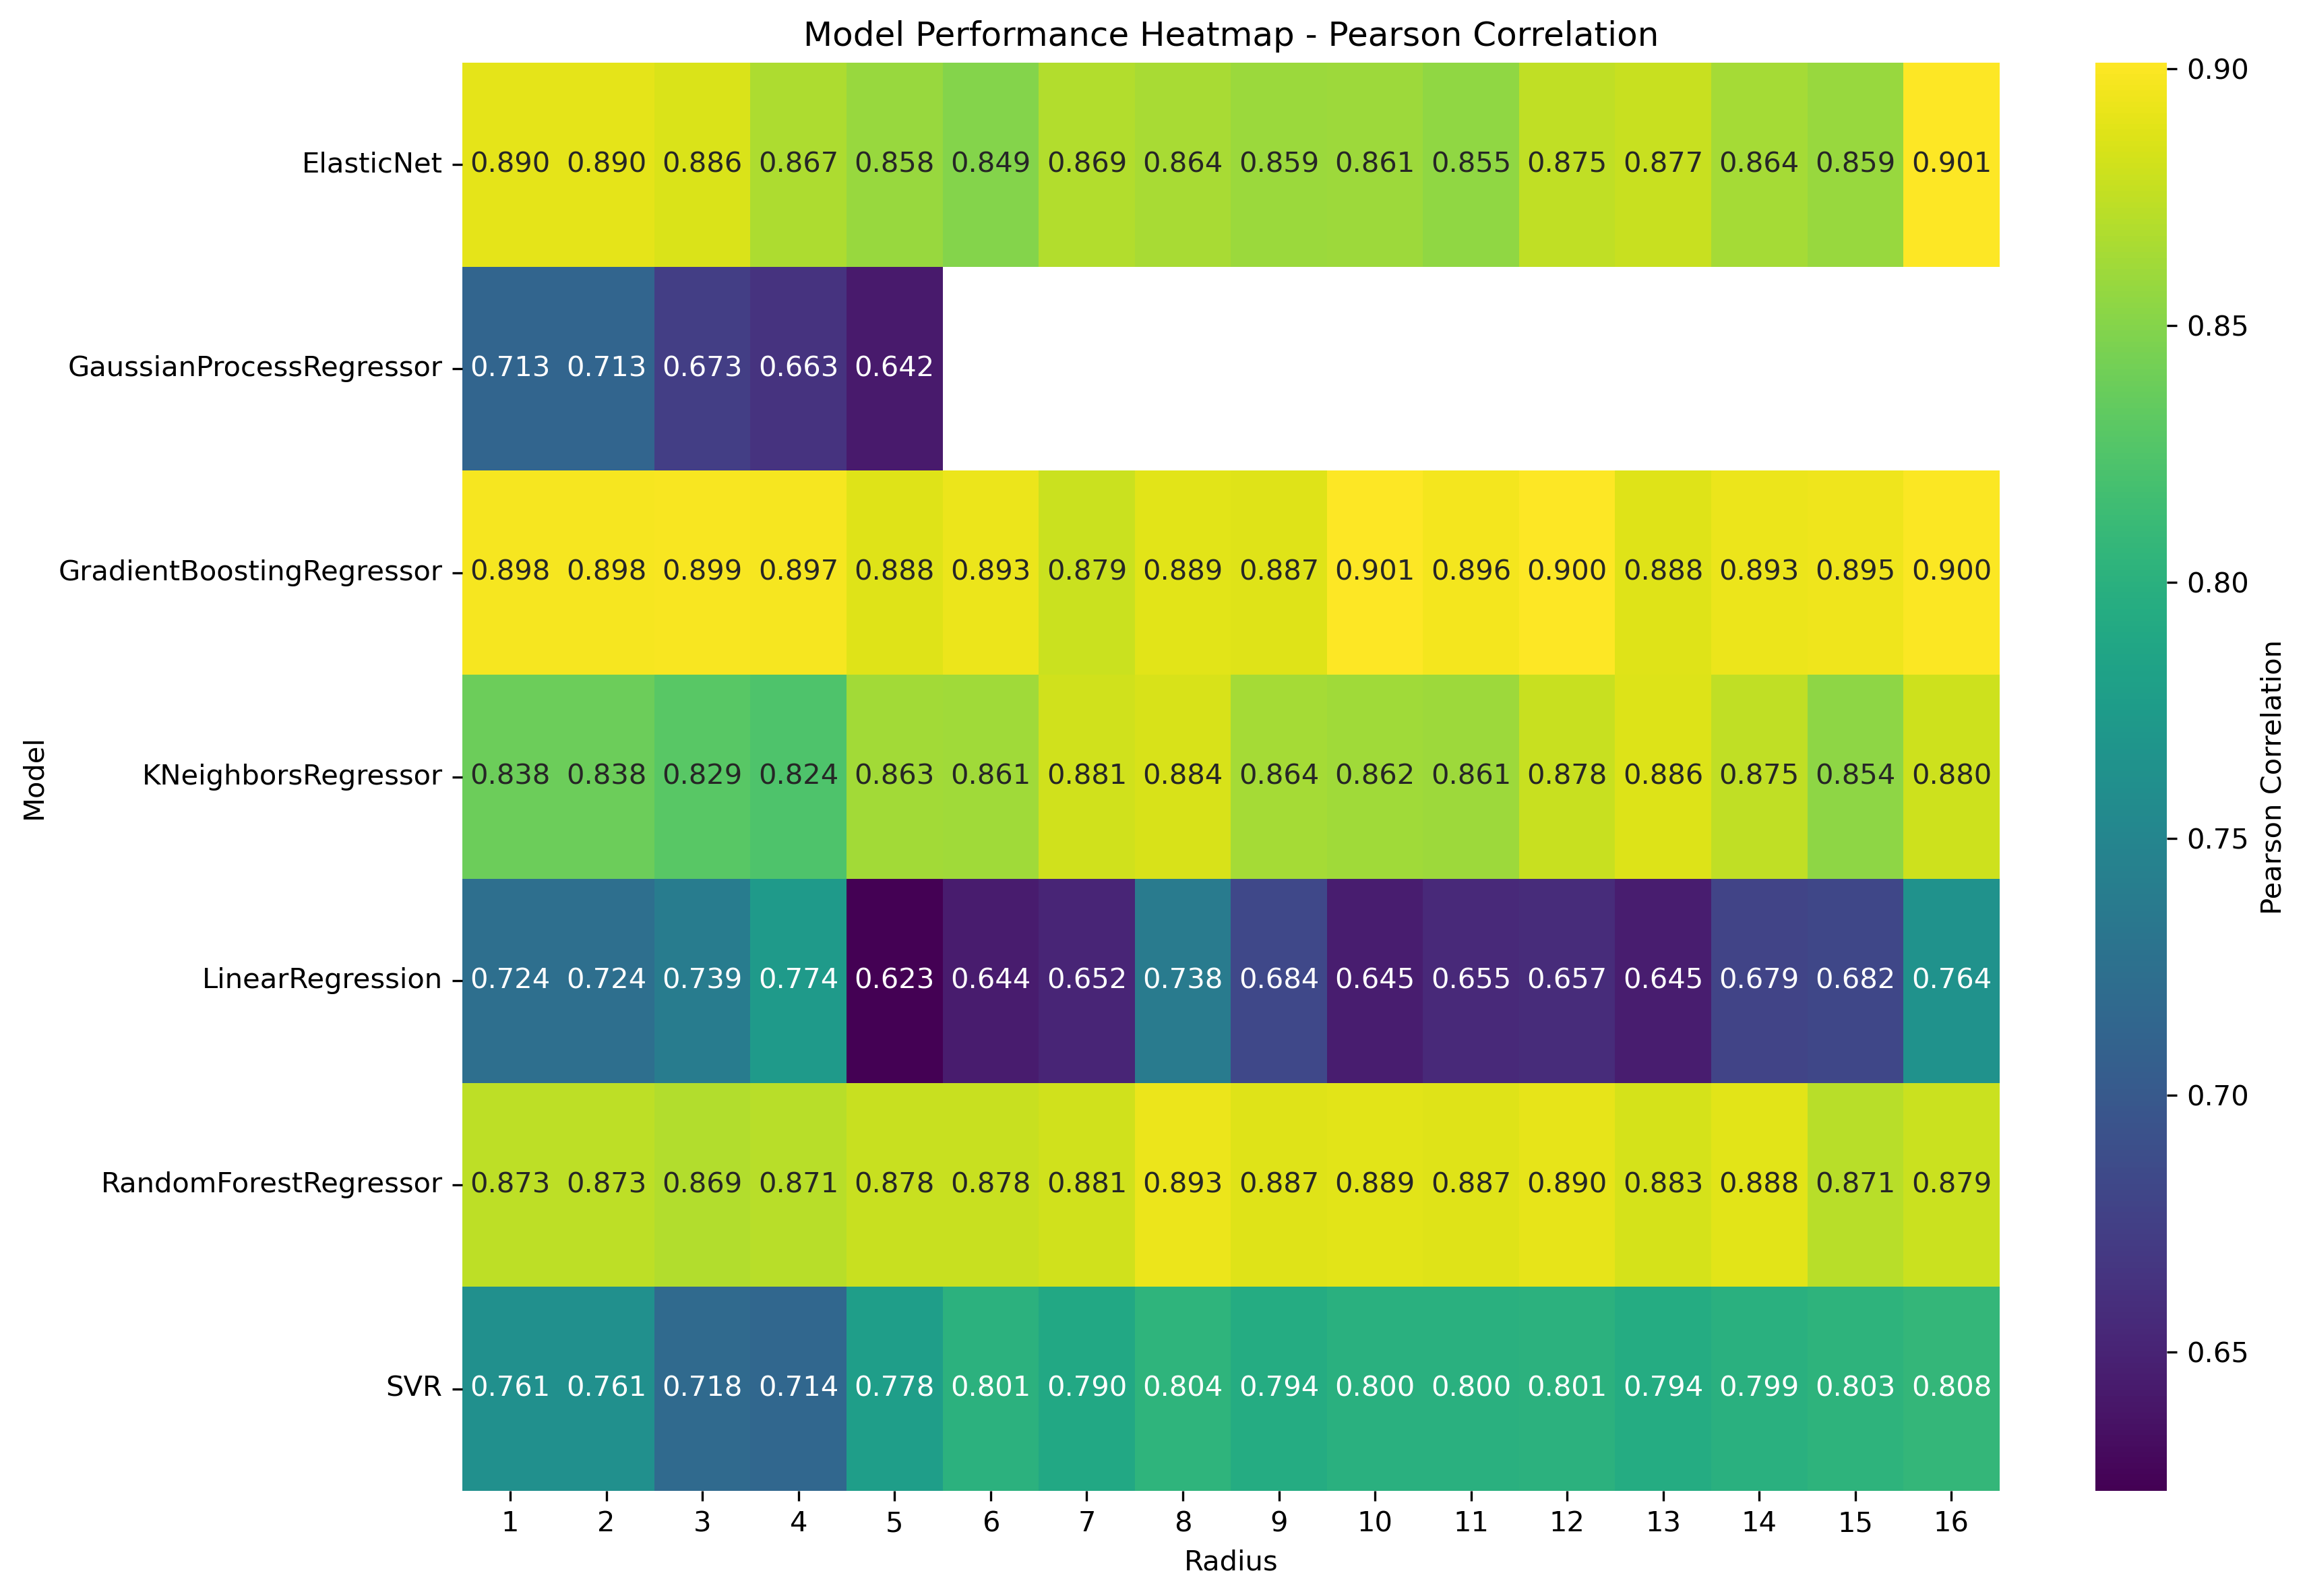 Model Performance Heatmap - Pearson Correlation
ElasticNet 0.890 0.890 0.886 0.867 0.858 0.849 0.869 0.864 0.859 0.861 0.855 0.875 0.877 0.864 0.859 0.901
GaussianProcessRegressor 0.713 0.713 0.673 0.663 0.642
GradientBoostingRegressor 0.898 0.898 0.899 0.897 0.888 0.893 0.879 0.889 0.887 0.901 0.896 0.900 0.888 0.893 0.895 0.900
KNeighborsRegressor 0.838 0.838 0.829 0.824 0.863 0.861 0.881 0.884 0.864 0.862 0.861 0.878 0.886 0.875 0.854 0.880
LinearRegression 0.724 0.724 0.739 0.774 0.623 0.644 0.652 0.738 0.684 0.645 0.655 0.657 0.645 0.679 0.682 0.764
RandomForestRegressor 0.873 0.873 0.869 0.871 0.878 0.878 0.881 0.893 0.887 0.889 0.887 0.890 0.883 0.888 0.871 0.879
SVR 0.761 0.761 0.718 0.714 0.778 0.801 0.790 0.804 0.794 0.800 0.800 0.801 0.794 0.799 0.803 0.808
1 2 3 4 5 6 7 8 9 10 11 12 13 14 15 16
Radius
Model
0.90
0.85
0.80
0.75
0.70
0.65
Pearson Correlation